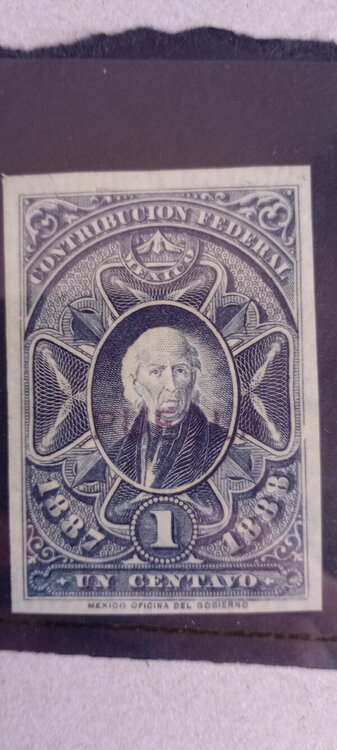 CONTRIBUCION FEDERAL
MEXICO
1887
1888
1
UN CENTAVO
MEXICO OFICINA DEL GOBIERNO